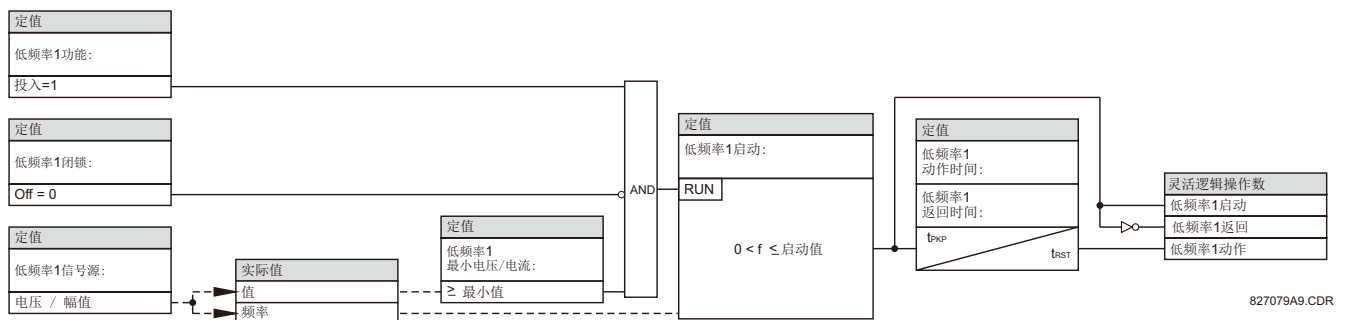 定值
低频率1功能:
投入=1
定值
低频率1闭锁:
Off = 0
定值
低频率1信号源:
电压 / 幅值
实际值
值
频率
定值
低频率1
最小电压/电流:
≥ 最小值
AND
定值
低频率1启动:
RUN
0 < f ≤ 启动值
定值
低频率1
动作时间:
低频率1
返回时间:
tPKP
tRST
灵活逻辑操作数
低频率1启动
低频率1返回
低频率1动作
827079A9.CDR